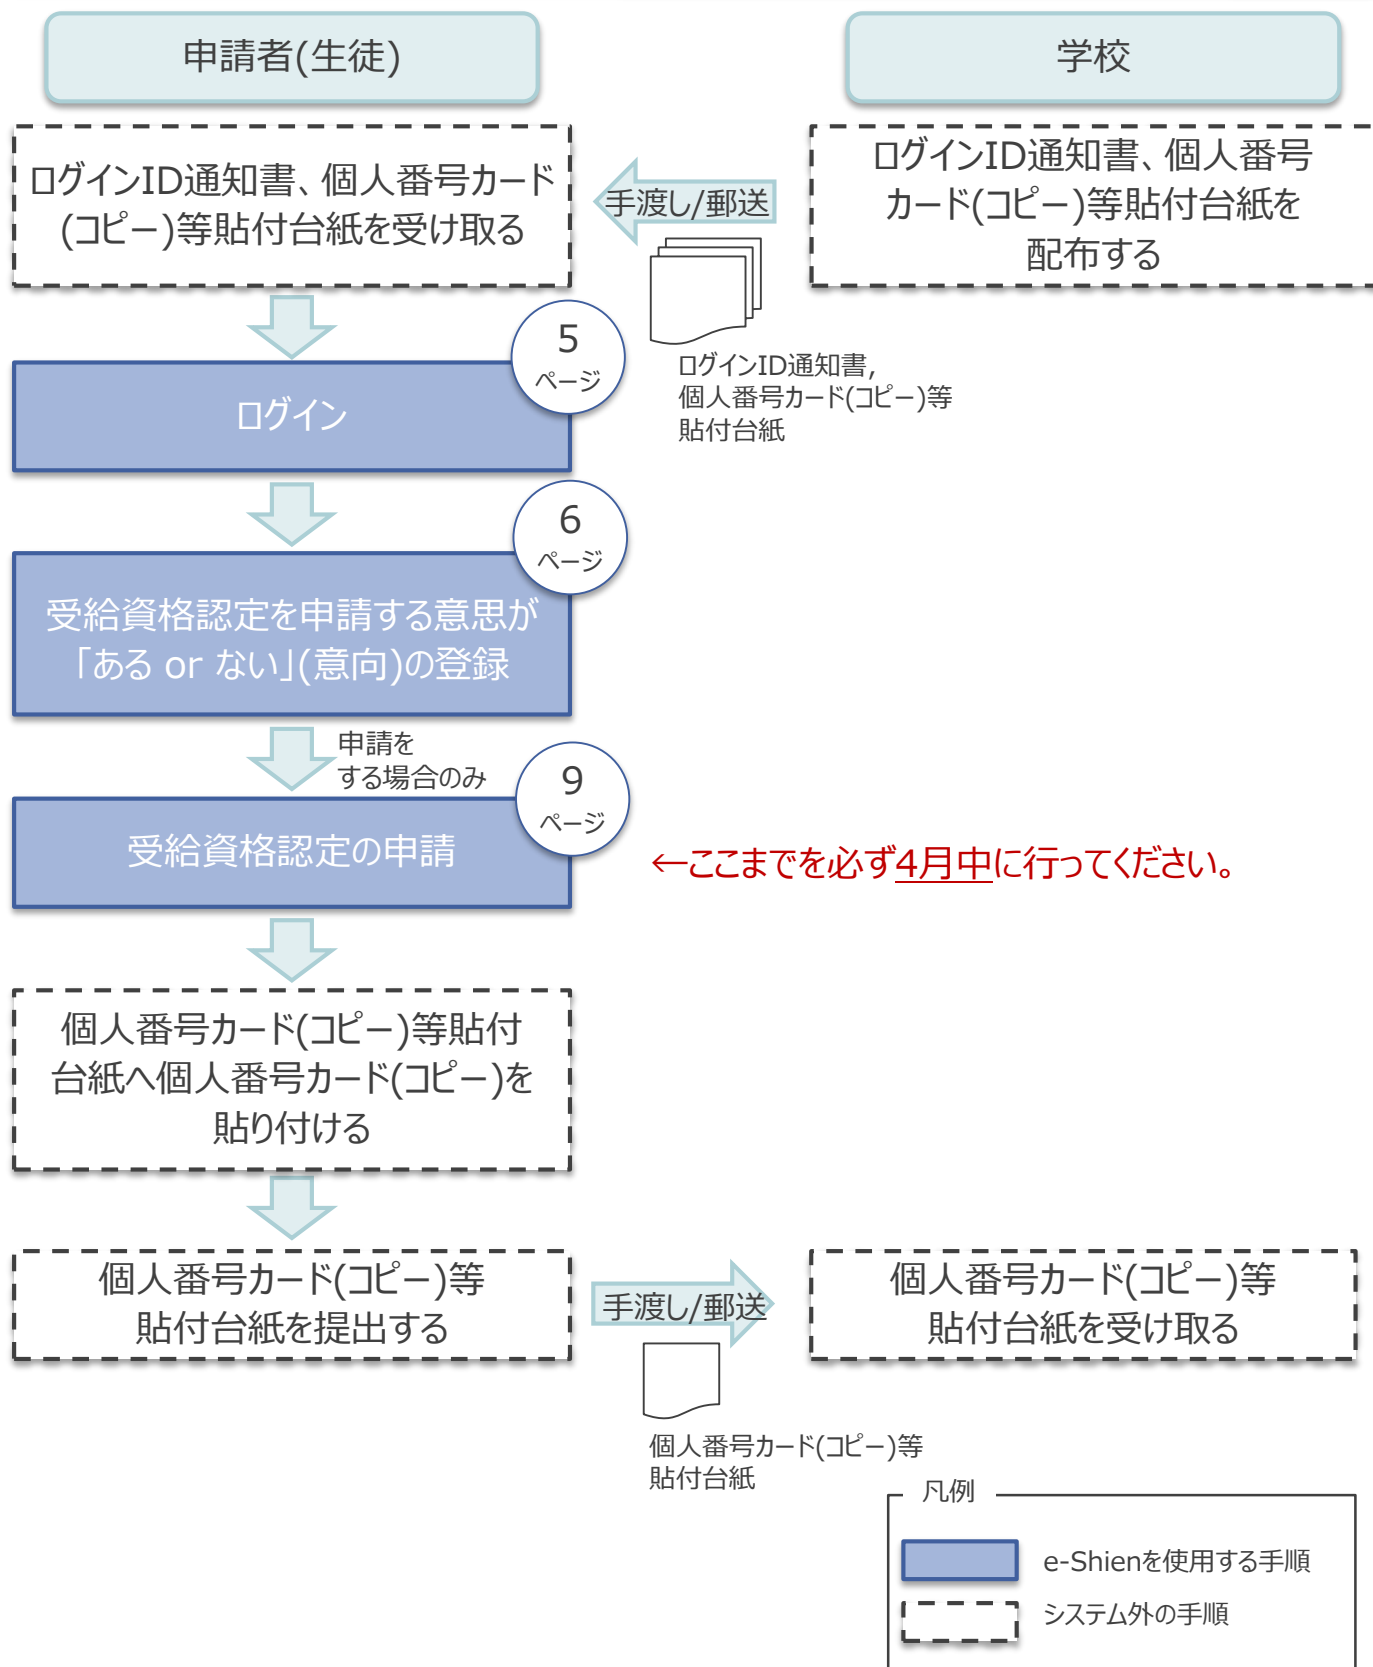 申請者(生徒)
学校
ログインID通知書、個人番号カード
(コピー)等貼付台紙を受け取る
手渡し/郵送
ログインID通知書、個人番号
カード(コピー)等貼付台紙を
配布する
ログインID通知書,
個人番号カード(コピー)等
貼付台紙
5
ページ
ログイン
6
ページ
受給資格認定を申請する意思が
「ある or ない」(意向)の登録
申請を
する場合のみ
9
ページ
受給資格認定の申請
←ここまでを必ず4月中に行ってください。
個人番号カード(コピー)等貼付
台紙へ個人番号カード(コピー)を
貼り付ける
個人番号カード(コピー)等
貼付台紙を提出する
手渡し/郵送
個人番号カード(コピー)等
貼付台紙を受け取る
個人番号カード(コピー)等
貼付台紙
凡例
e-Shienを使用する手順
システム外の手順